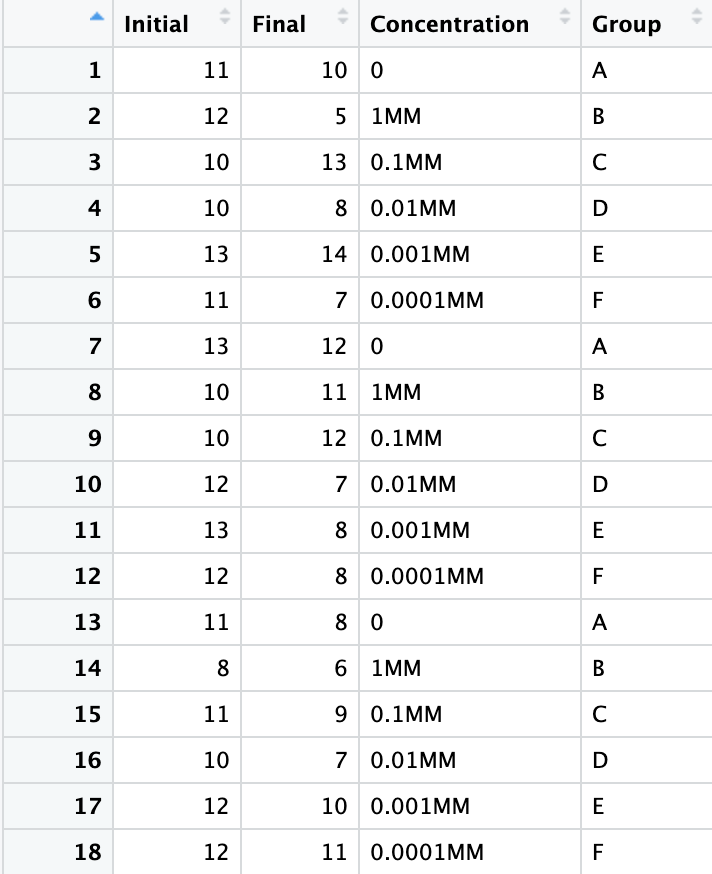 Initial Final Concentration Group
1 11 10 0 A
2 12 5 1MM B
3 10 13 0.1MM C
4 10 8 0.01MM D
5 13 14 0.001MM E
6 11 7 0.0001MM F
7 13 12 0 A
8 10 11 1MM B
9 10 12 0.1MM C
10 12 7 0.01MM D
11 13 8 0.001MM E
12 12 8 0.0001MM F
13 11 8 0 A
14 8 6 1MM B
15 11 9 0.1MM C
16 10 7 0.01MM D
17 12 10 0.001MM E
18 12 11 0.0001MM F